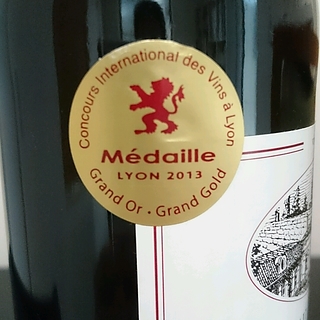 Concours International des Vins à Lyon
Médaille
LYON 2013
Grand Or · Grand Gold